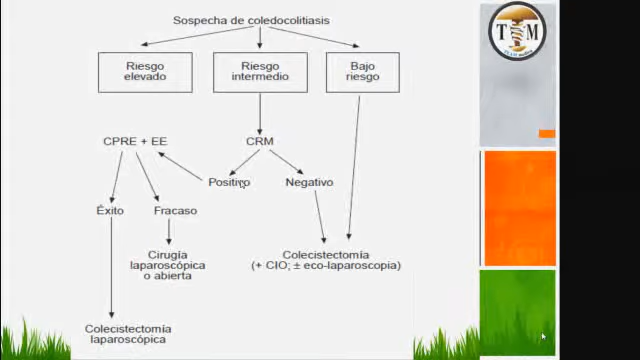 Sospecha de coledocolitiasis
Riesgo
elevado
Riesgo
intermedio
Bajo
riesgo
CPRE + EE
CRM
Positivo
Negativo
Éxito
Fracaso
Cirugía
laparoscópica
o abierta
Colecistectomía
(+ CIO; ± eco-laparoscopia)
Colecistectomía
laparoscópica
T M